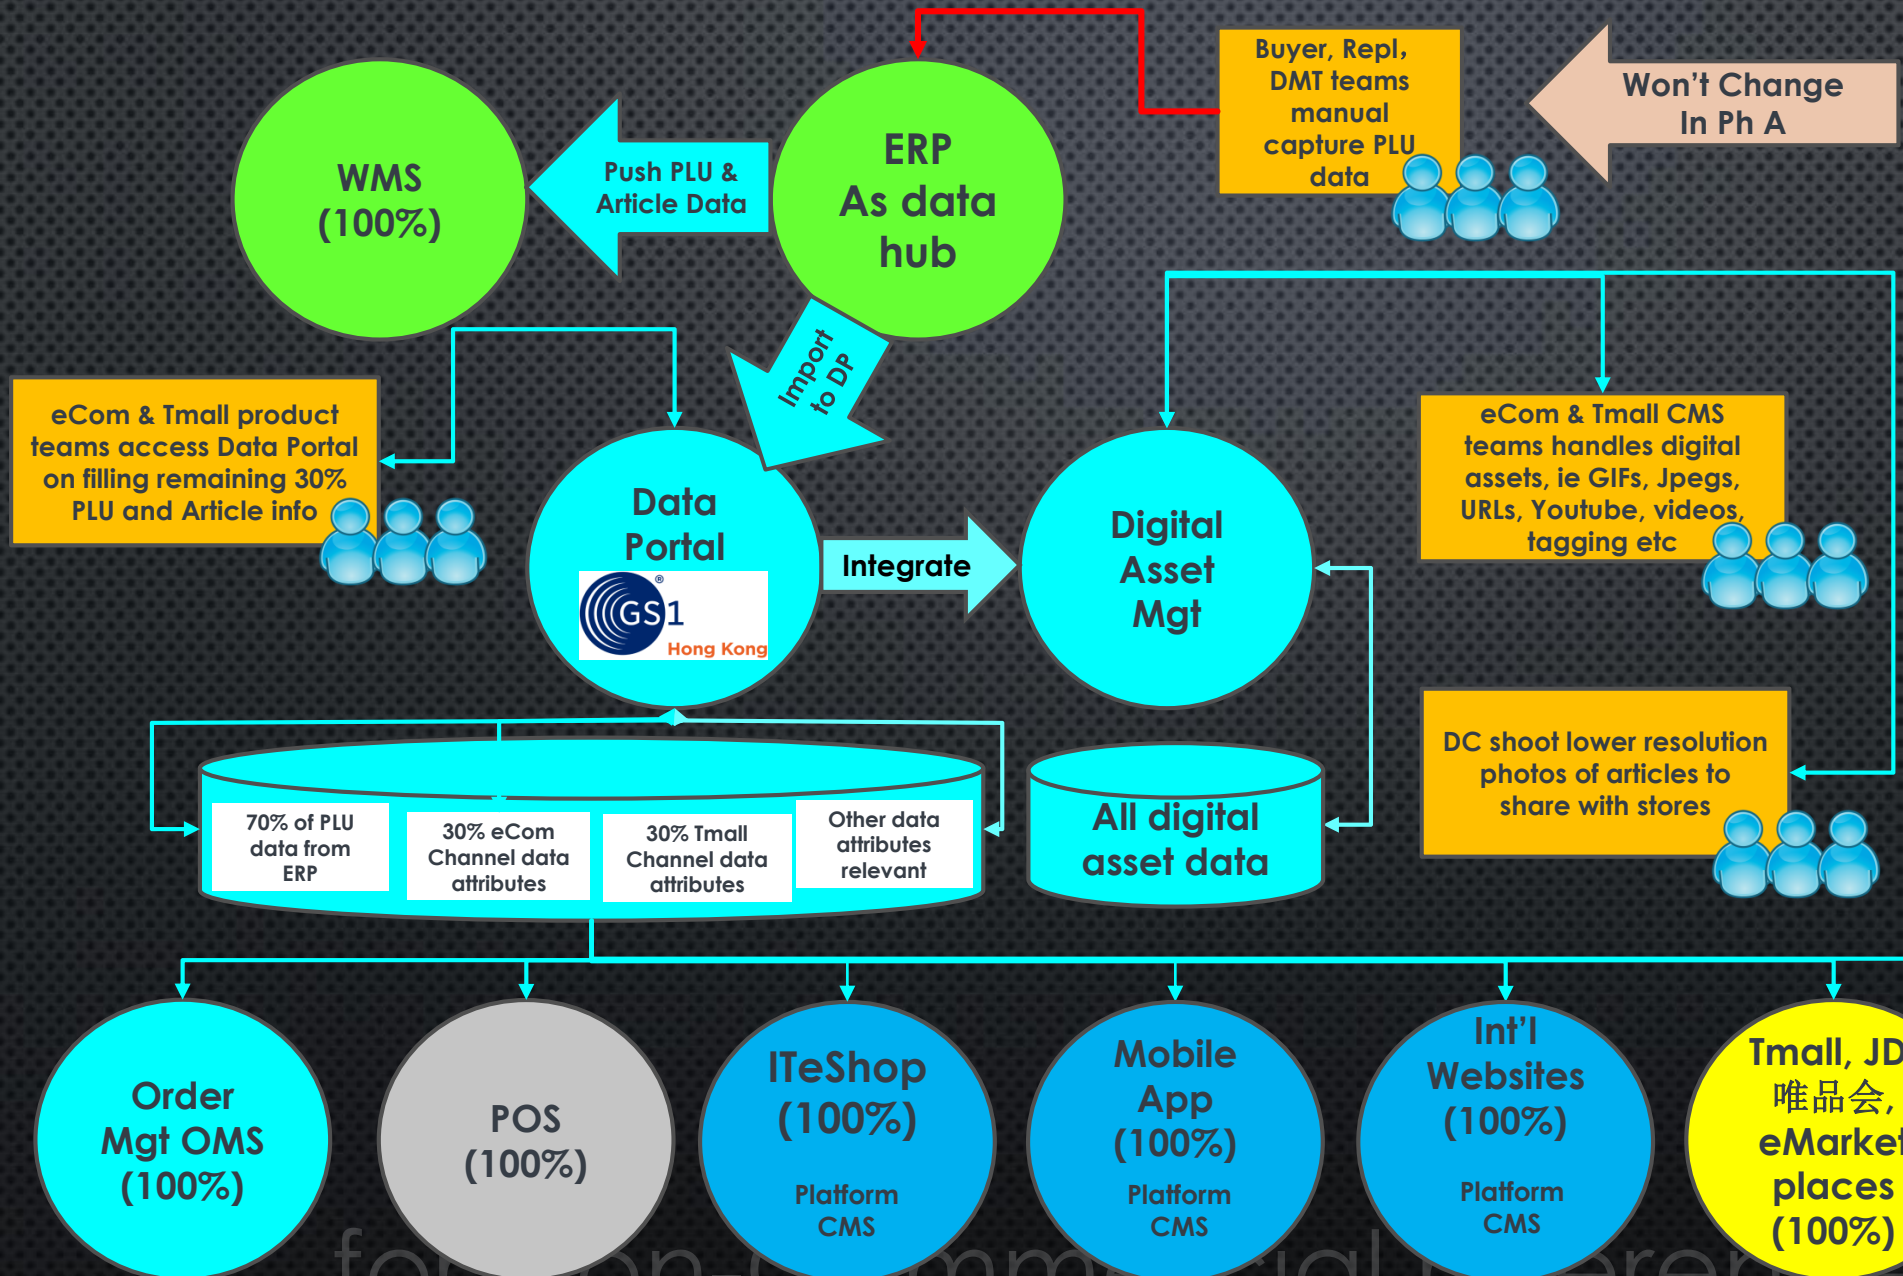 Buyer, Repl，
DMT teams
manual
capture PLU
data
Won't Change
In Ph A
WMS
(100%)
Push PLU &
Article Data
ERP
As data
hub
Import
to DP
eCom & Tmall product
teams access Data Portal
on filling remaining 30%
PLU and Article info
Data
Portal
GS1
®
Hong Kong
Integrate
Digital
Asset
Mgt
eCom & Tmall CMS
teams handles digital
assets, ie GIFs, Jpegs,
URLs, Youtube, videos,
tagging etc
DC shoot lower resolution
photos of articles to
share with stores
70% of PLU
data from
ERP
30% eCom
Channel data
attributes
30% Tmall
Channel data
attributes
Other data
attributes
relevant
All digital
asset data
Order
Mgt OMS
(100%)
POS
(100%)
ITeShop
(100%)
Platform
CMS
Mobile
App
(100%)
Platform
CMS
Int'l
Websites
(100%)
Platform
CMS
Tmall, JD
唯品会,
eMarket
places
(100%)